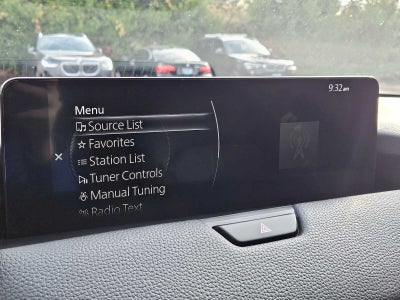 9:32am
Menu
Source List
Favorites
Station List
Tuner Controls
Manual Tuning
Radio Text